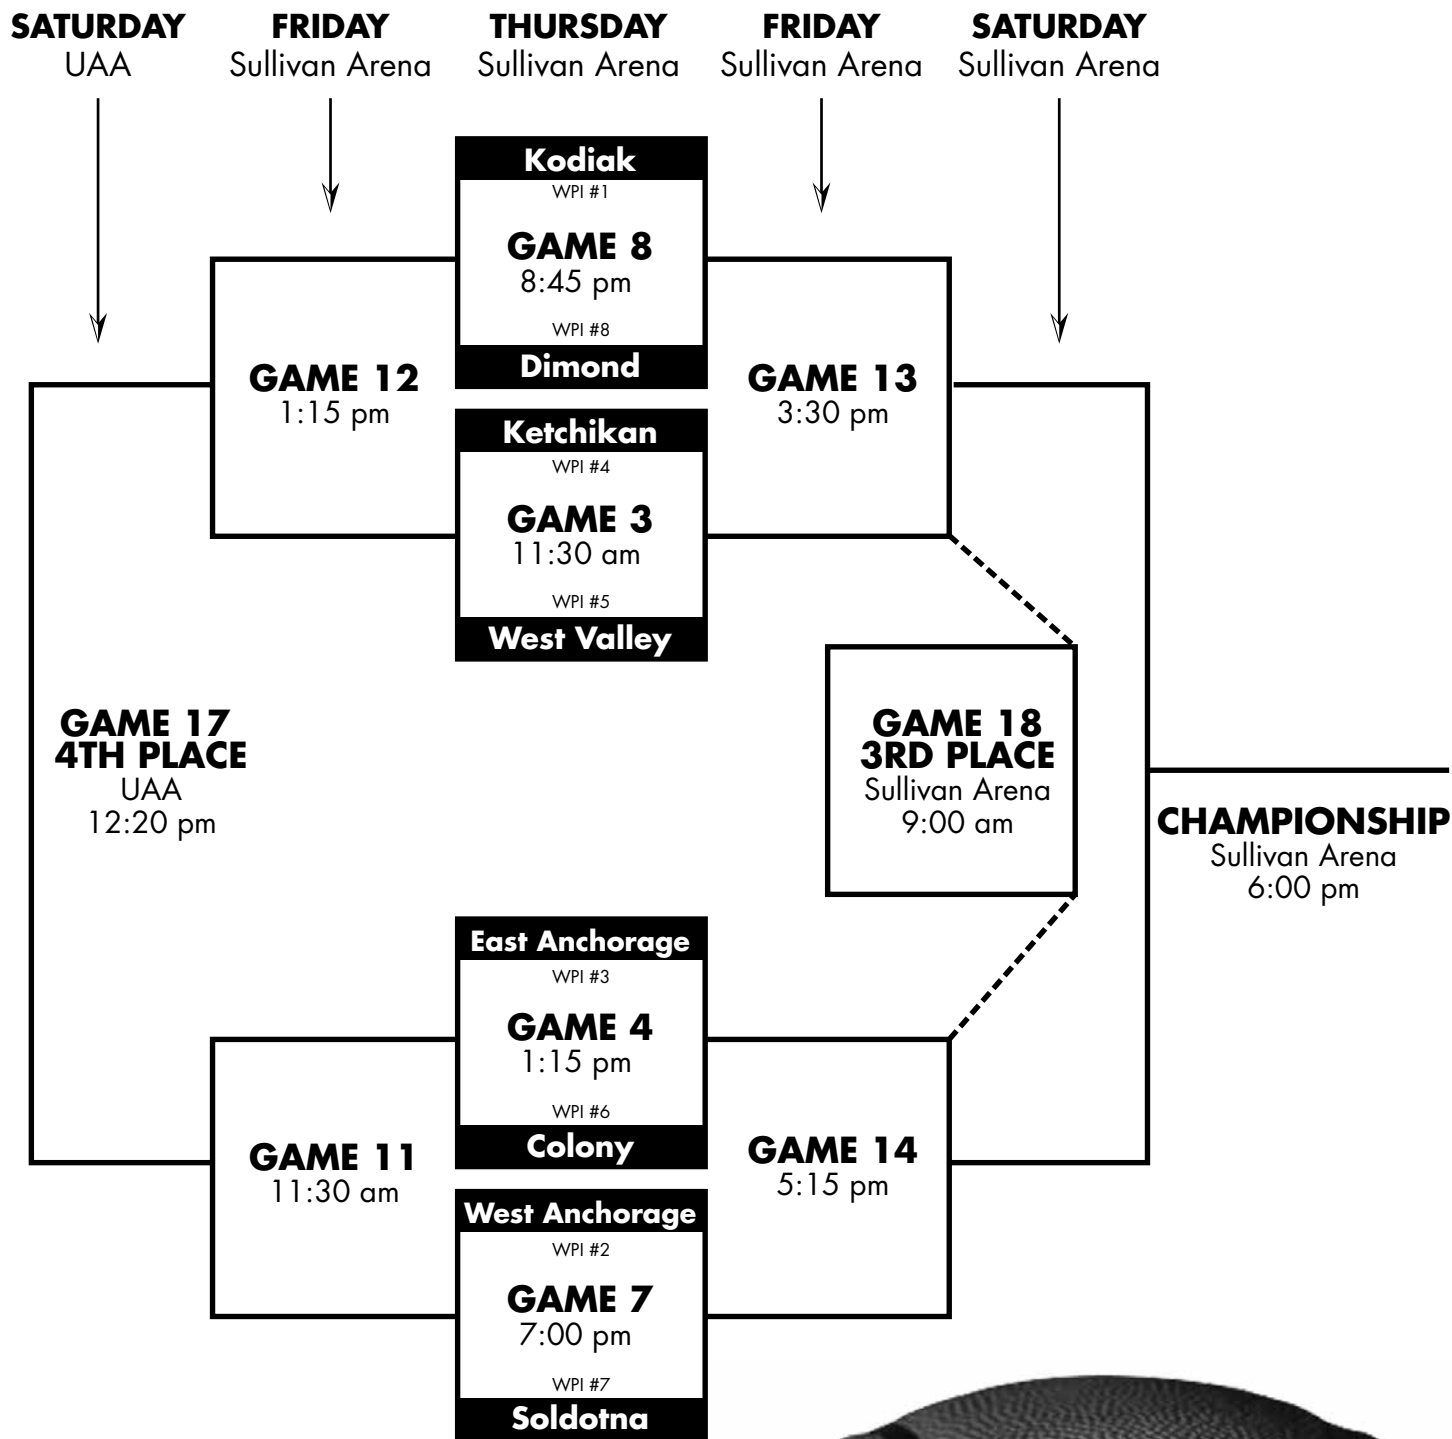 SATURDAY
UAA
FRIDAY
Sullivan Arena
THURSDAY
Sullivan Arena
FRIDAY
Sullivan Arena
SATURDAY
Sullivan Arena
Kodiak
WPI #1
GAME 8
8:45 pm
WPI #8
Dimond
GAME 12
1:15 pm
GAME 13
3:30 pm
Ketchikan
WPI #4
GAME 3
11:30 am
WPI #5
West Valley
GAME 17
4TH PLACE
UAA
12:20 pm
GAME 18
3RD PLACE
Sullivan Arena
9:00 am
CHAMPIONSHIP
Sullivan Arena
6:00 pm
East Anchorage
WPI #3
GAME 4
1:15 pm
WPI #6
Colony
GAME 11
11:30 am
GAME 14
5:15 pm
West Anchorage
WPI #2
GAME 7
7:00 pm
WPI #7
Soldotna